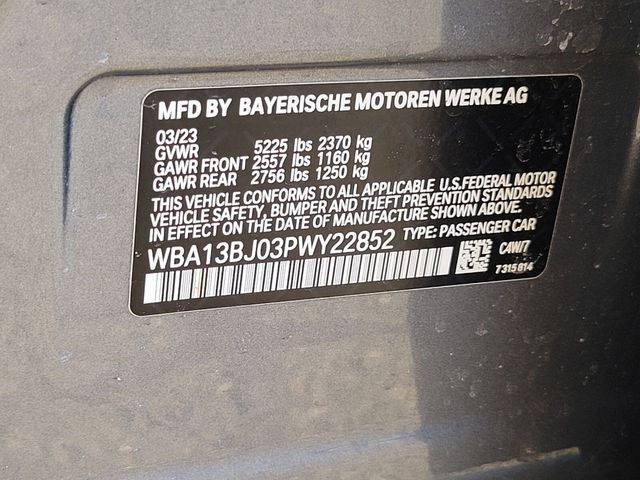 MFD BY BAYERISCHE MOTOREN WERKE AG
03/23
GVWR 5225 lbs 2370 kg
GAWR FRONT 2557 lbs 1160 kg
GAWR REAR 2756 lbs 1250 kg
THIS VEHICLE CONFORMS TO ALL APPLICABLE U.S.FEDERAL MOTOR
VEHICLE SAFETY, BUMPER AND THEFT PREVENTION STANDARDS
IN EFFECT ON THE DATE OF MANUFACTURE SHOWN ABOVE.
WBA13BJ03PWY22852 TYPE: PASSENGER CAR
C4W/7
7315814